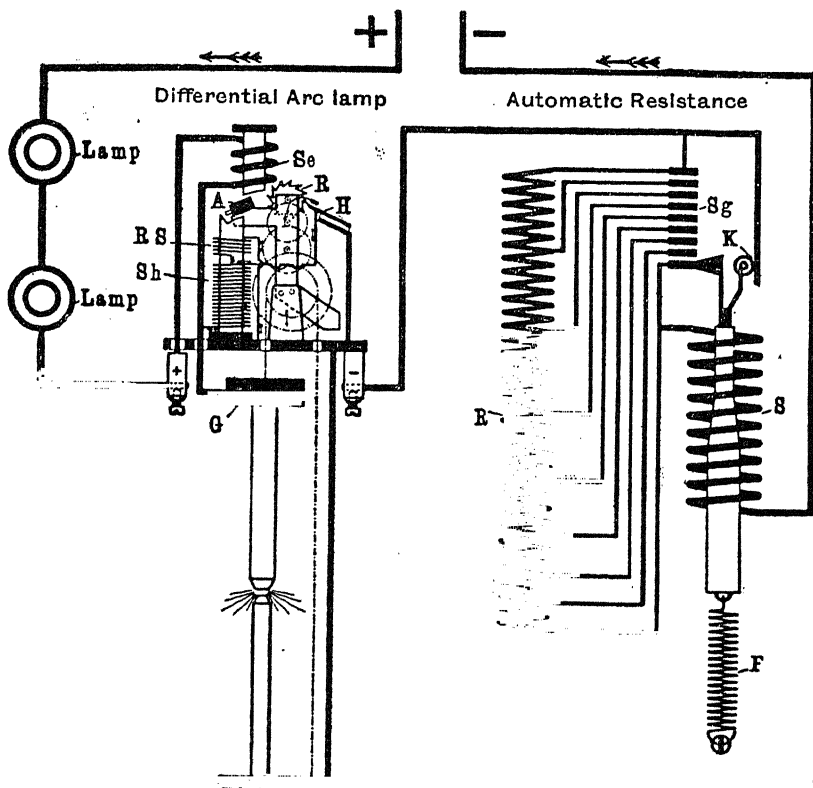 + −
Differential Arc lamp
Automatic Resistance
Lamp
Se
R
A
H
Sg
K
R S
Sh
Lamp
+
−
R
S
G
F